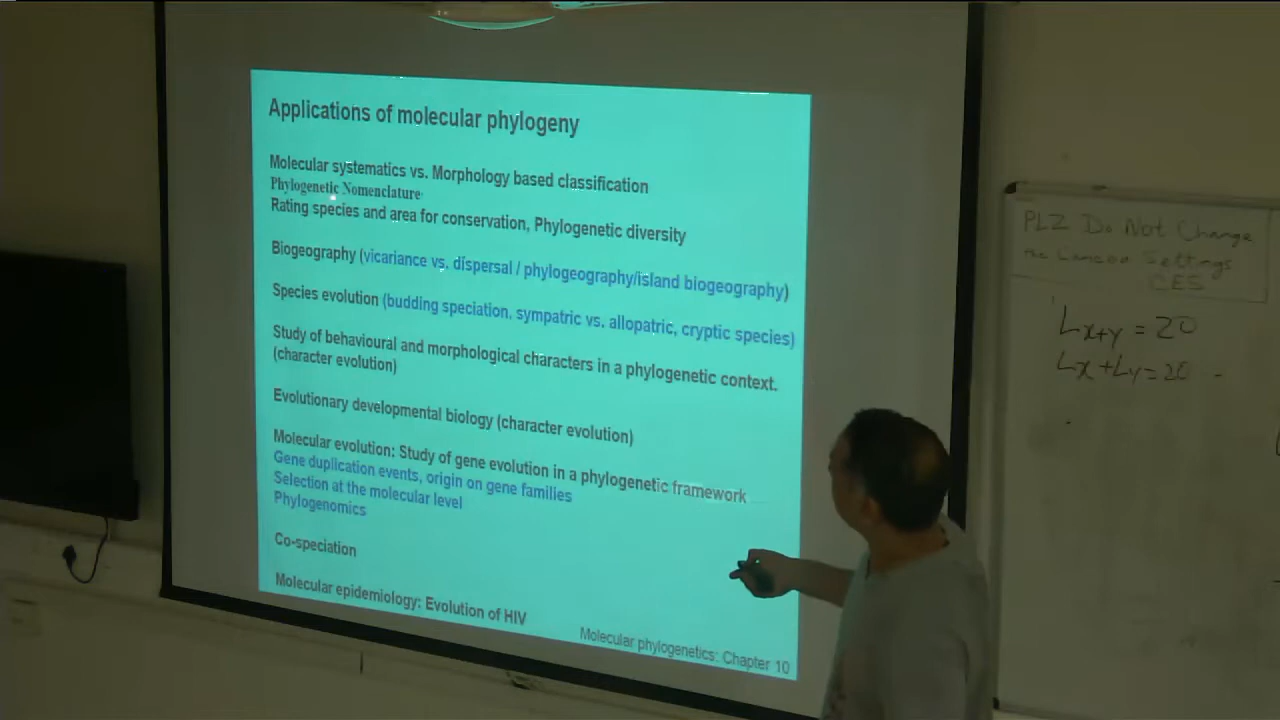 Applications of molecular phylogeny
Molecular systematics vs. Morphology based classification
Phylogenetic Nomenclature
Rating species and area for conservation, Phylogenetic diversity
Biogeography (vicariance vs. dispersal / phylogeography/island biogeography)
Species evolution (budding speciation, sympatric vs. allopatric, cryptic species)
Study of behavioural and morphological characters in a phylogenetic context.
(character evolution)
Evolutionary developmental biology (character evolution)
Molecular evolution: Study of gene evolution in a phylogenetic framework
Gene duplication events, origin on gene families
Selection at the molecular level
Phylogenomics
Co-speciation
Molecular epidemiology: Evolution of HIV
Molecular phylogenetics: Chapter 10
PLZ Do Not Change
the Settings
CES
Lx+y = 20
Lx + Ly = 20